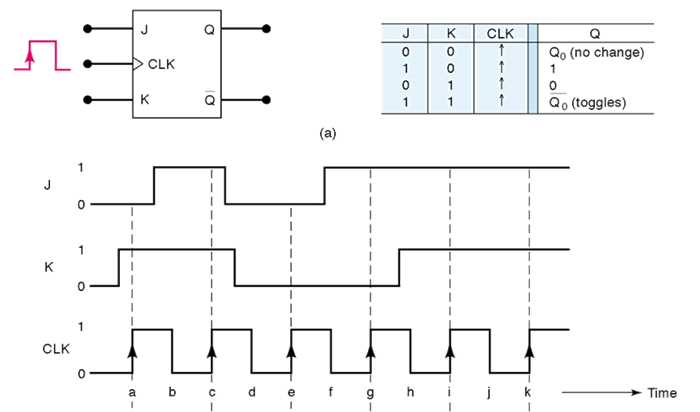 J Q
CLK
K Q̅
J K CLK Q
0 0 ↑ Q₀ (no change)
1 0 ↑ 1
0 1 ↑ 0
1 1 ↑ Q̅₀ (toggles)
(a)
1
J
0
1
K
0
1
CLK
0
a b c d e f g h i j k Time